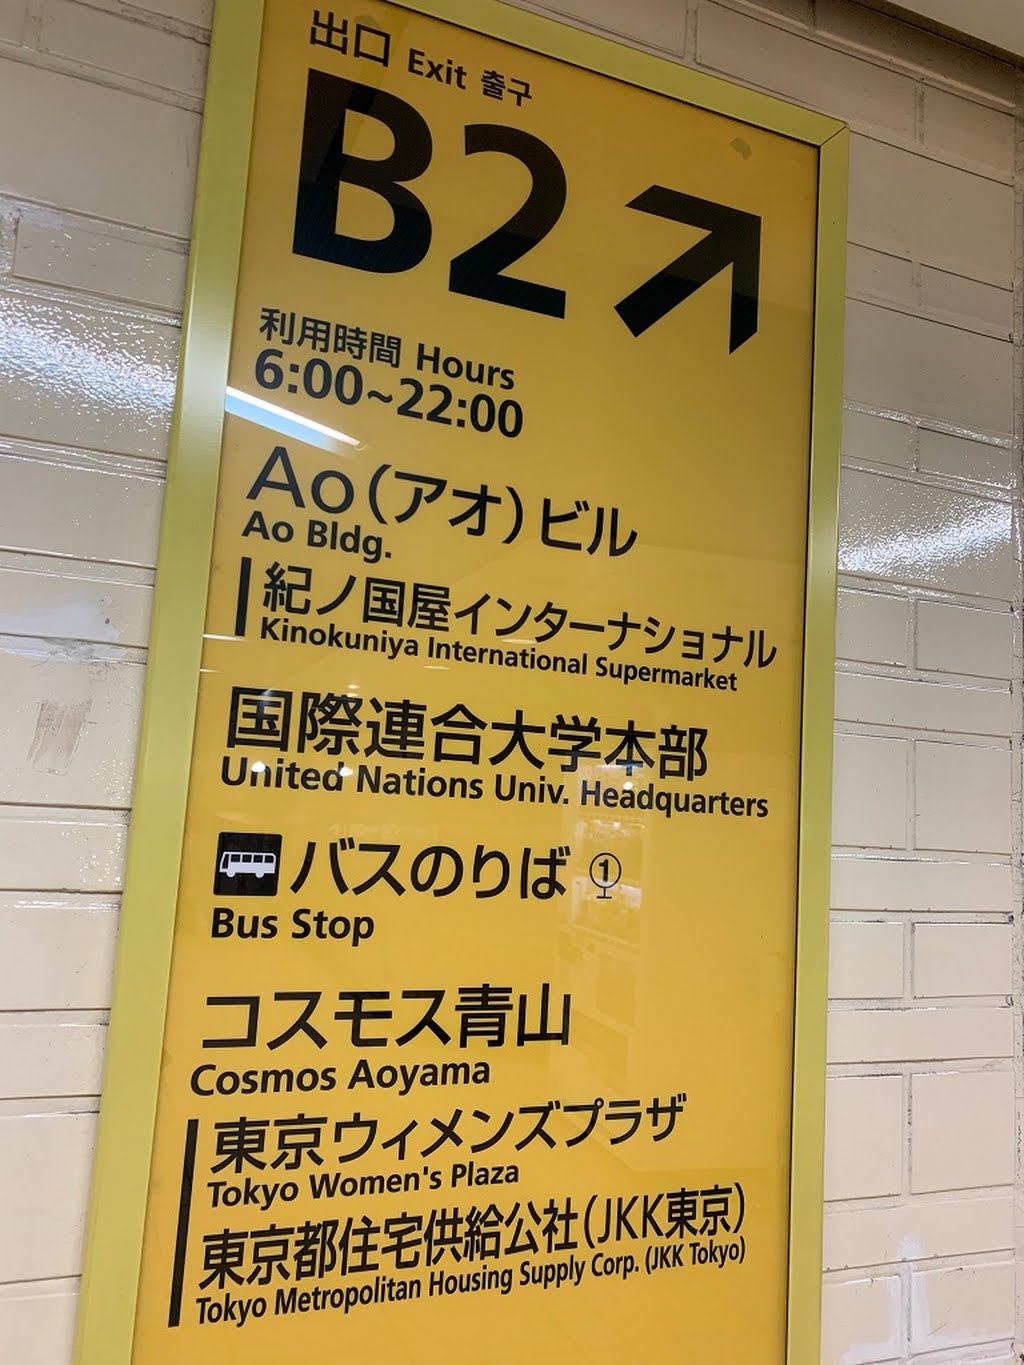 出口 Exit 출구
B2
利用時間 Hours
6:00~22:00
Ao(アオ)ビル
Ao Bldg.
紀ノ国屋インターナショナル
Kinokuniya International Supermarket
国際連合大学本部
United Nations Univ. Headquarters
バスのりば 1
Bus Stop
コスモス青山
Cosmos Aoyama
東京ウィメンズプラザ
Tokyo Women's Plaza
東京都住宅供給公社(JKK東京)
Tokyo Metropolitan Housing Supply Corp. (JKK Tokyo)